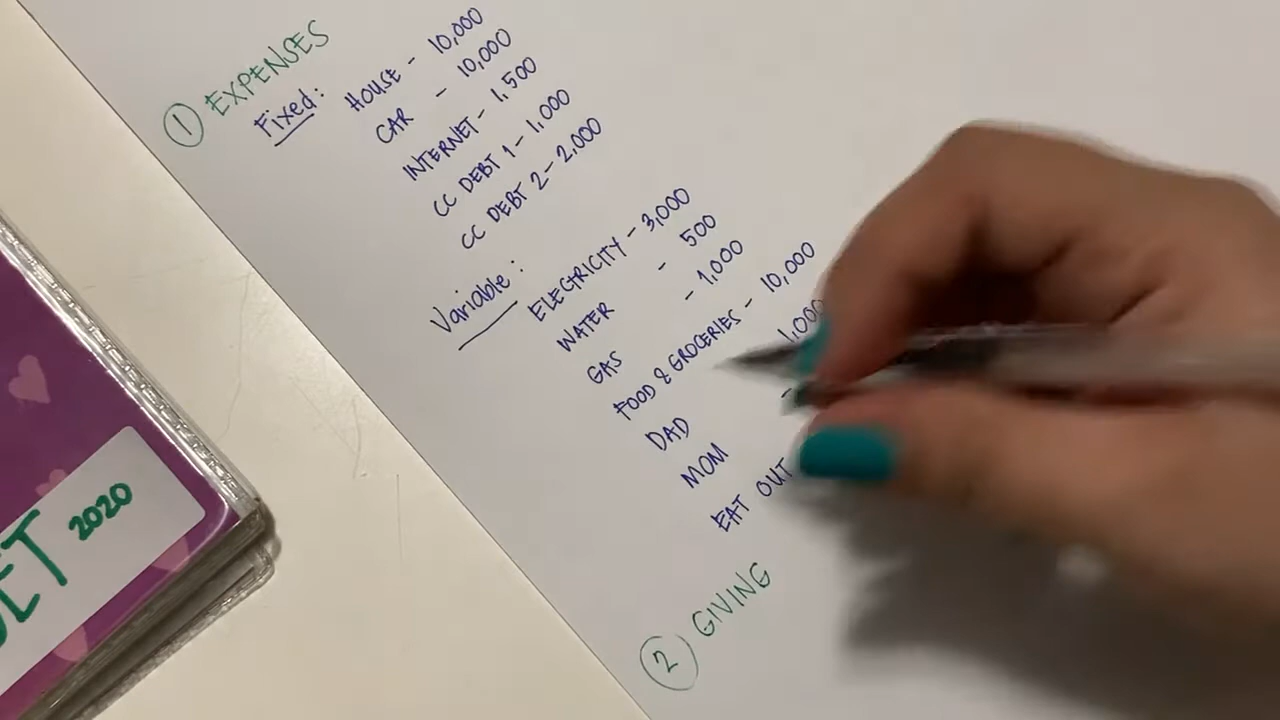 ① EXPENSES
Fixed: HOUSE - 10,000
CAR - 10,000
INTERNET - 1,500
CC DEBT 1 - 1,000
CC DEBT 2 - 2,000
Variable: ELECTRICITY - 3,000
WATER - 500
GAS - 1,000
FOOD & GROCERIES - 10,000
DAD - 1,000
MOM
EAT OUT
② GIVING
2020